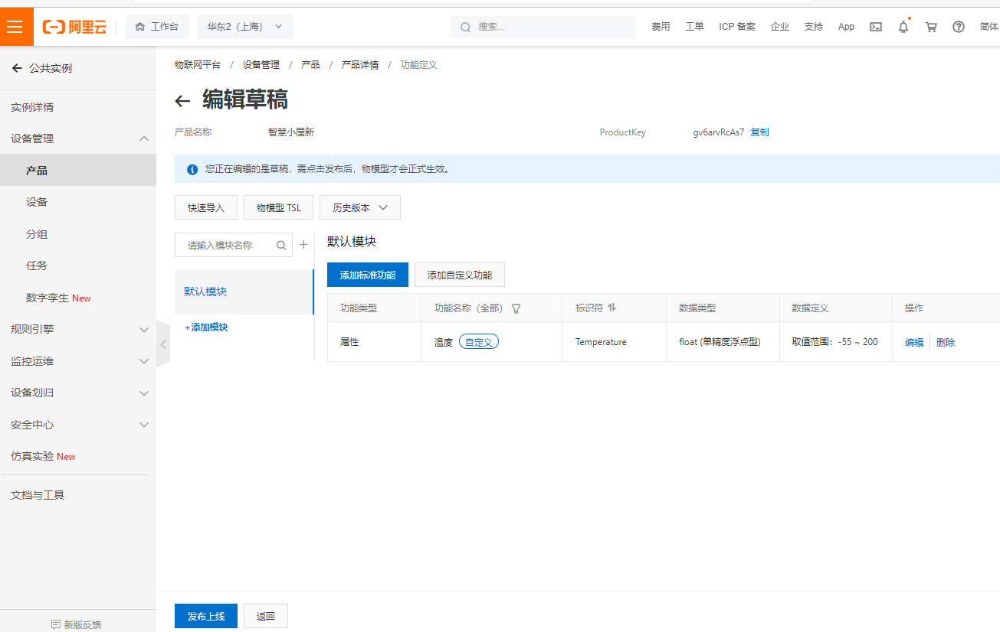 阿里云 工作台 华东2（上海） 搜索... 费用 工单 ICP 备案 企业 支持 App 简体
公共实例
实例详情
设备管理
产品
设备
分组
任务
数字孪生 New
规则引擎
监控运维
设备划归
安全中心
仿真实验 New
文档与工具
新版反馈
物联网平台 / 设备管理 / 产品 / 产品详情 / 功能定义
编辑草稿
产品名称 智慧小屋新 ProductKey gv6arvRcAs7 复制
您正在编辑的是草稿，需点击发布后，物模型才会正式生效。
快速导入 物模型 TSL 历史版本
请输入模块名称
默认模块
+添加模块
默认模块
添加标准功能 添加自定义功能
功能类型 功能名称（全部） 标识符 数据类型 数据定义 操作
属性 温度 自定义 Temperature float (单精度浮点型) 取值范围：-55 ~ 200 编辑 删除
发布上线 返回